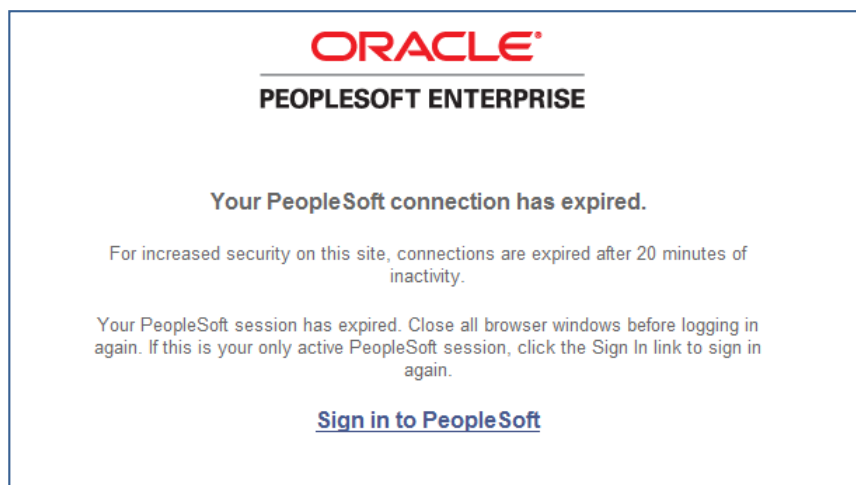 ORACLE®
PEOPLESOFT ENTERPRISE
Your PeopleSoft connection has expired.
For increased security on this site, connections are expired after 20 minutes of
inactivity.
Your PeopleSoft session has expired. Close all browser windows before logging in
again. If this is your only active PeopleSoft session, click the Sign In link to sign in
again.
Sign in to PeopleSoft